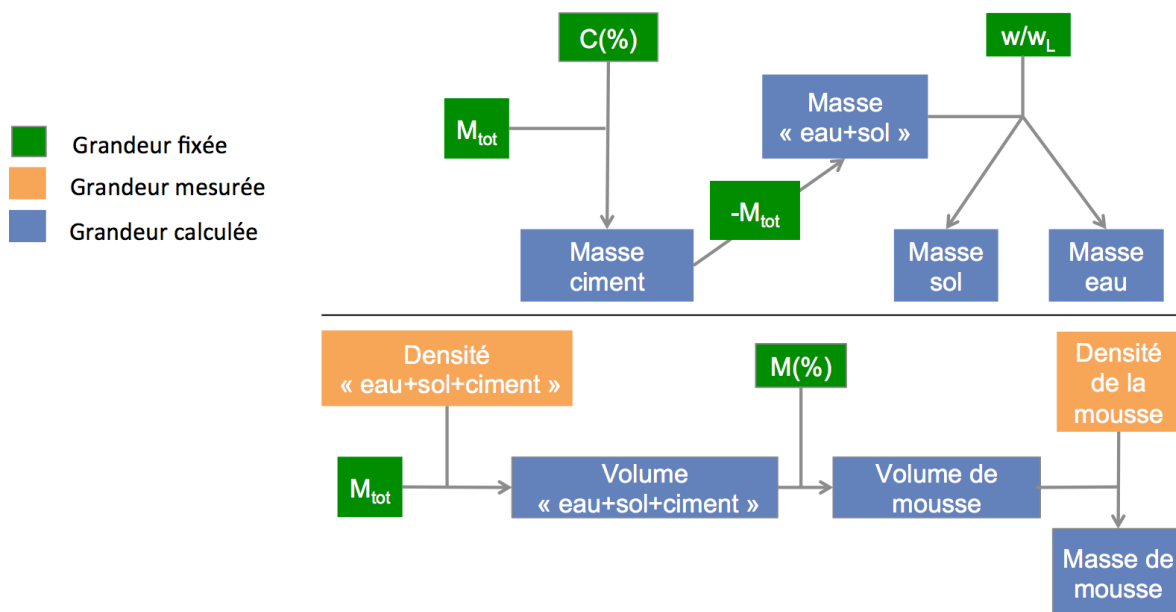 C(%)
w/wL
Mtot
Masse
« eau+sol »
Grandeur fixée
Grandeur mesurée
Grandeur calculée
-Mtot
Masse
ciment
Masse
sol
Masse
eau
Densité
« eau+sol+ciment »
M(%)
Densité
de la
mousse
Mtot
Volume
« eau+sol+ciment »
Volume de
mousse
Masse de
mousse